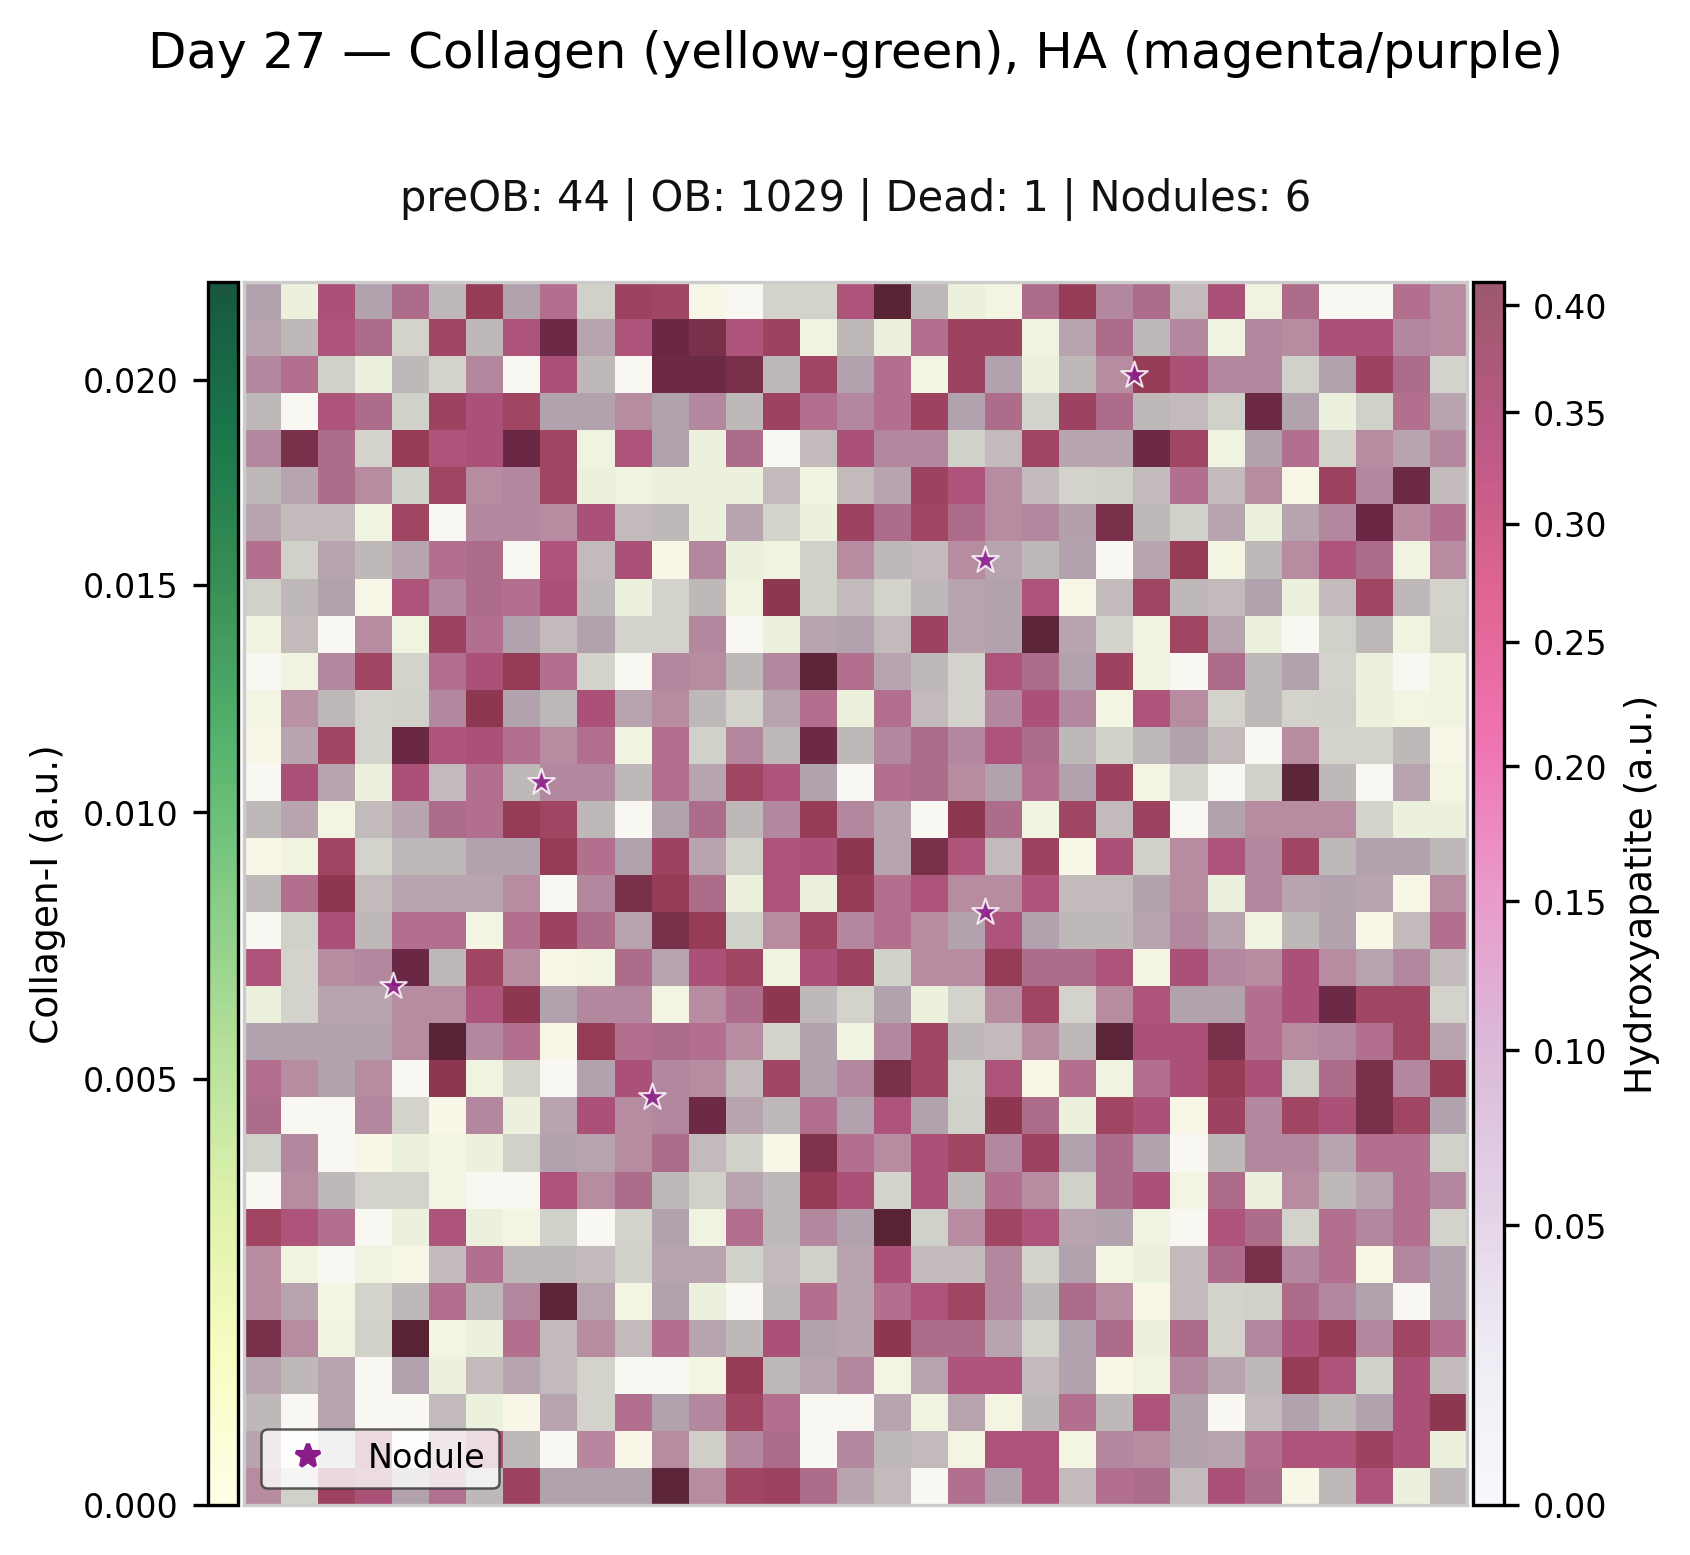 Day 27 — Collagen (yellow-green), HA (magenta/purple)
preOB: 44 | OB: 1029 | Dead: 1 | Nodules: 6
Collagen-I (a.u.)
0.020
0.015
0.010
0.005
0.000
Nodule
0.40
0.35
0.30
0.25
0.20
0.15
0.10
0.05
0.00
Hydroxyapatite (a.u.)